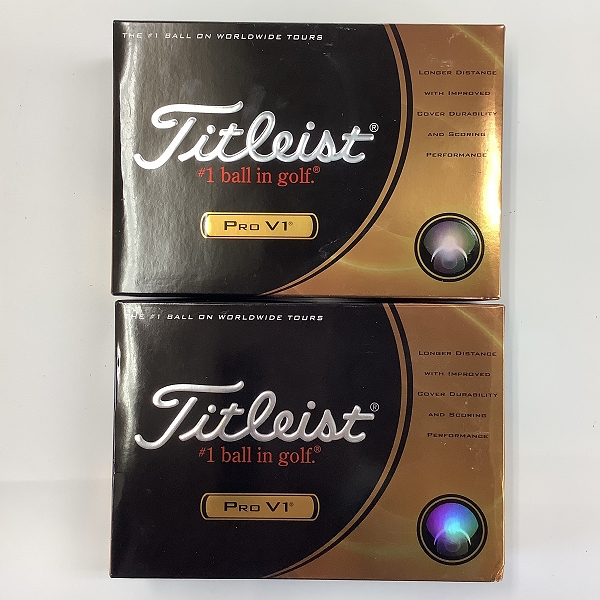 THE #1 BALL ON WORLDWIDE TOURS
LONGER DISTANCE
WITH IMPROVED
COVER DURABILITY
AND SCORING
PERFORMANCE
Titleist®
#1 ball in golf.®
PRO V1®
THE #1 BALL ON WORLDWIDE TOURS
LONGER DISTANCE
WITH IMPROVED
COVER DURABILITY
AND SCORING
PERFORMANCE
Titleist®
#1 ball in golf.®
PRO V1®